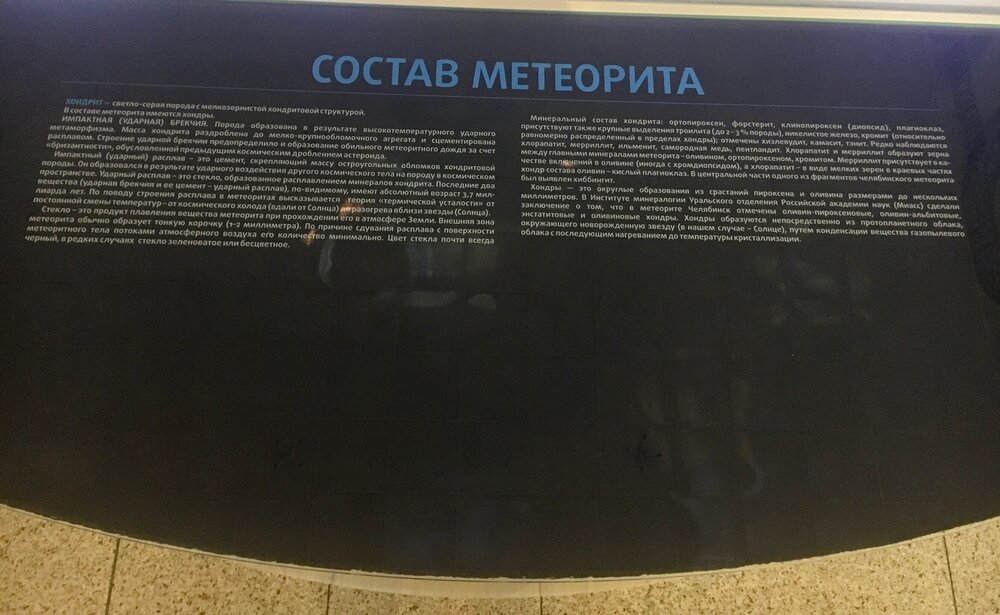 СОСТАВ МЕТЕОРИТА
ХОНДРИТ – светло-серая порода с мелкозернистой хондритовой структурой.
В составе метеорита имеются хондры.
ИМПАКТНАЯ (УДАРНАЯ) БРЕКЧИЯ. Порода образована в результате высокотемпературного ударного
метаморфизма. Масса хондрита раздроблена до мелко-крупнообломочного агрегата и сцементирована
расплавом. Строение ударной брекчии предопределило и образование обильного метеоритного дождя за счет
«бризантности», обусловленной предыдущим космическим дроблением астероида.
Импактный (ударный) расплав – это цемент, скрепляющий массу остроугольных обломков хондритовой
породы. Он образовался в результате ударного воздействия другого космического тела на породу в космическом
пространстве. Ударный расплав – это стекло, образованное расплавлением минералов хондрита. Последние два
вещества (ударная брекчия и ее цемент – ударный расплав), по-видимому, имеют абсолютный возраст 3,7 мил-
лиарда лет. По поводу строения расплава в метеоритах высказывается теория «термической усталости» от
постоянной смены температур – от космического холода (вдали от Солнца) до разогрева вблизи звезды (Солнца).
Стекло – это продукт плавления вещества метеорита при прохождении его в атмосфере Земли. Внешняя зона
метеорита обычно образует тонкую корочку (1-2 миллиметра). По причине сдувания расплава с поверхности
метеоритного тела потоками атмосферного воздуха его количество минимально. Цвет стекла почти всегда
черный, в редких случаях стекло зеленоватое или бесцветное.
Минеральный состав хондрита: ортопироксен, форстерит, клинопироксен (диопсид), плагиоклаз,
присутствуют также крупные выделения троилита (до 2–3 % породы), никелистое железо, хромит (относительно
равномерно распределенный в пределах хондры); отмечены хизлевудит, камасит, тэнит. Редко наблюдаются
хлорапатит, мерриллит, ильменит, самородная медь, пентландит. Хлорапатит и мерриллит образуют зерна
между главными минералами метеорита – оливином, ортопироксеном, хромитом. Мерриллит присутствует в ка-
честве включений в оливине (иногда с хромдиопсидом), а хлорапатит – в виде мелких зерен в краевых частях
хондр состава оливин – кислый плагиоклаз. В центральной части одного из фрагментов челябинского метеорита
был выявлен хиббингит.
Хондры – это округлые образования из срастаний пироксена и оливина размерами до нескольких
миллиметров. В Институте минералогии Уральского отделения Российской академии наук (Миасс) сделали
заключение о том, что в метеорите Челябинск отмечены оливин-пироксеновые, оливин-альбитовые,
энстатитовые и оливиновые хондры. Хондры образуются непосредственно из протопланетного облака,
окружающего новорожденную звезду (в нашем случае – Солнце), путем конденсации вещества газопылевого
облака с последующим нагреванием до температуры кристаллизации.